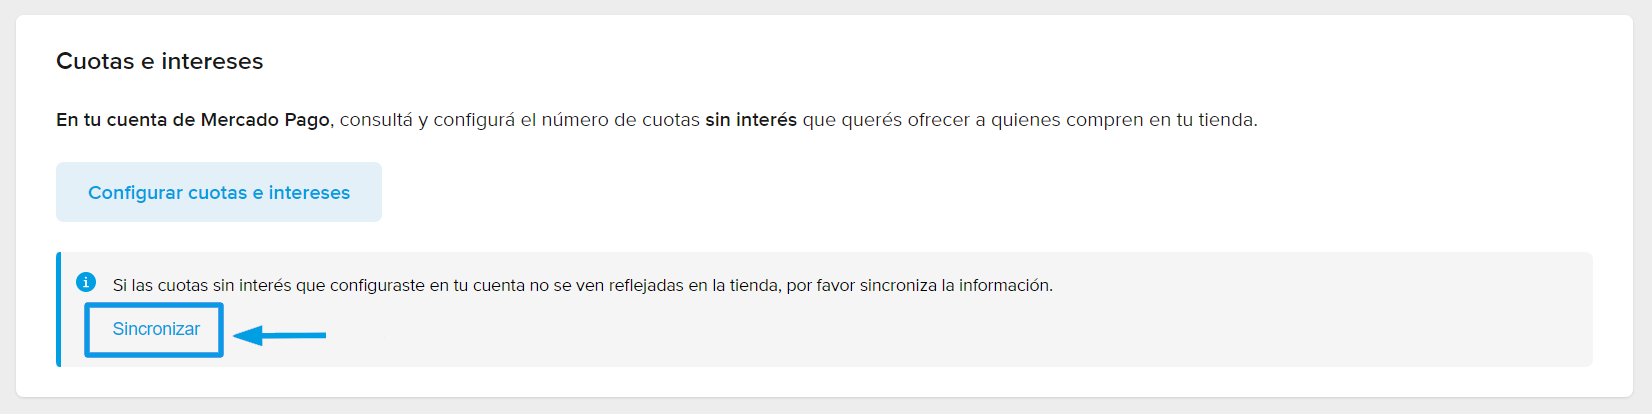 Cuotas e intereses
En tu cuenta de Mercado Pago, consultá y configurá el número de cuotas sin interés que querés ofrecer a quienes compren en tu tienda.
Configurar cuotas e intereses
Si las cuotas sin interés que configuraste en tu cuenta no se ven reflejadas en la tienda, por favor sincroniza la información.
Sincronizar